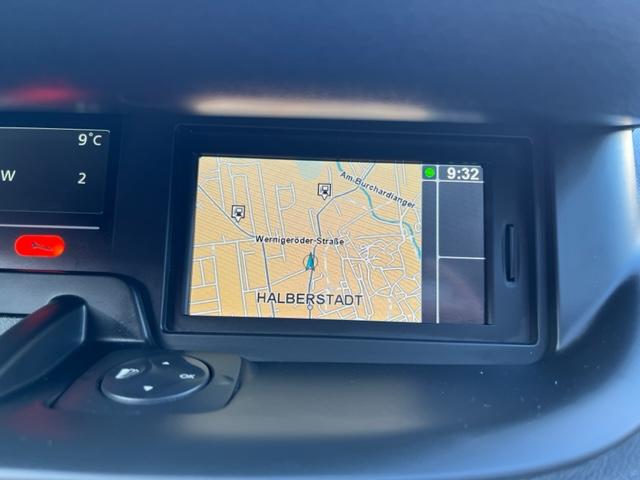 9°C
W 2
9:32
Am-Burchardianger
Wernigeröder-Straße
HALBERSTADT
OK